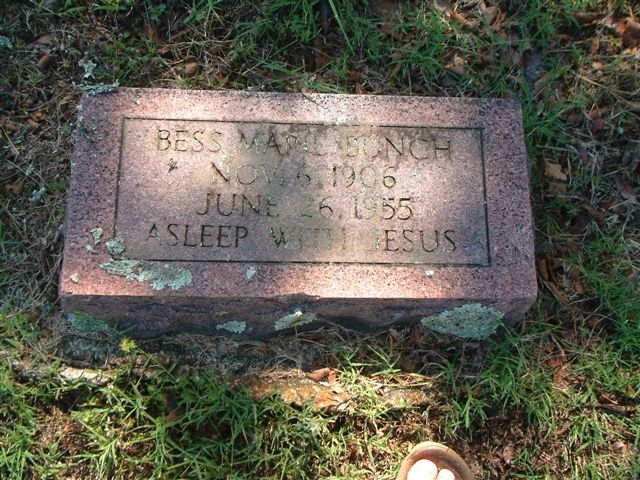 BESS MARIE BUNCH
NOV. 6, 1906
JUNE 26, 1955
ASLEEP WITH JESUS